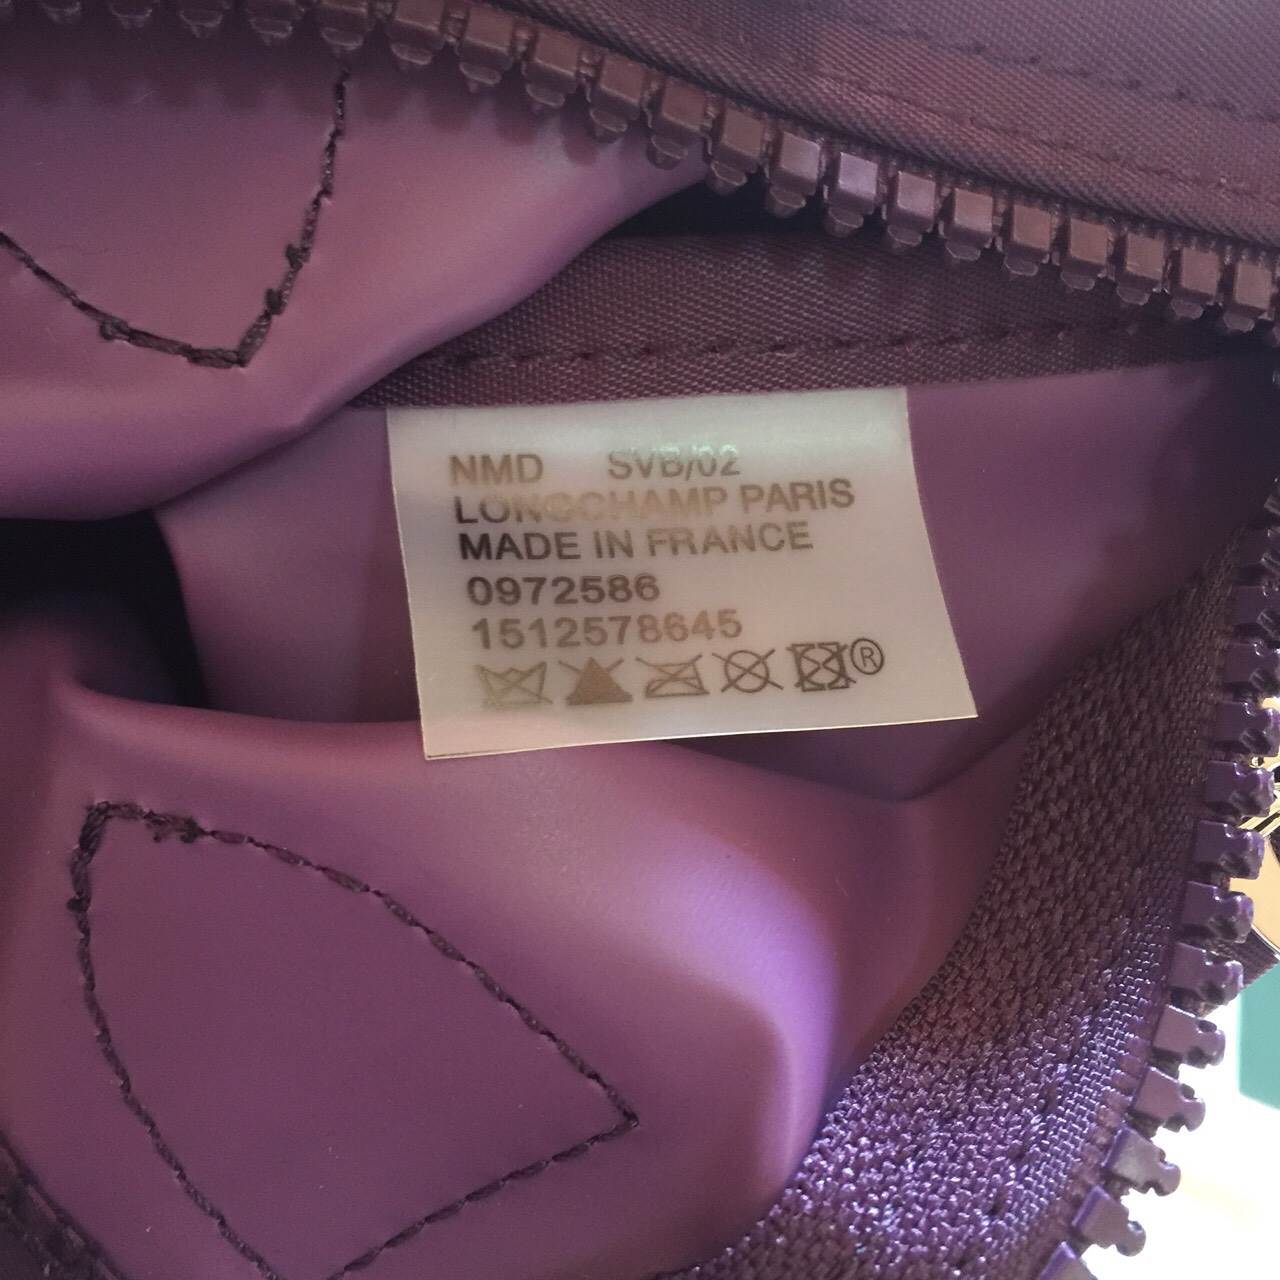 NMD SVB/02
LONGCHAMP PARIS
MADE IN FRANCE
0972586
1512578645
®